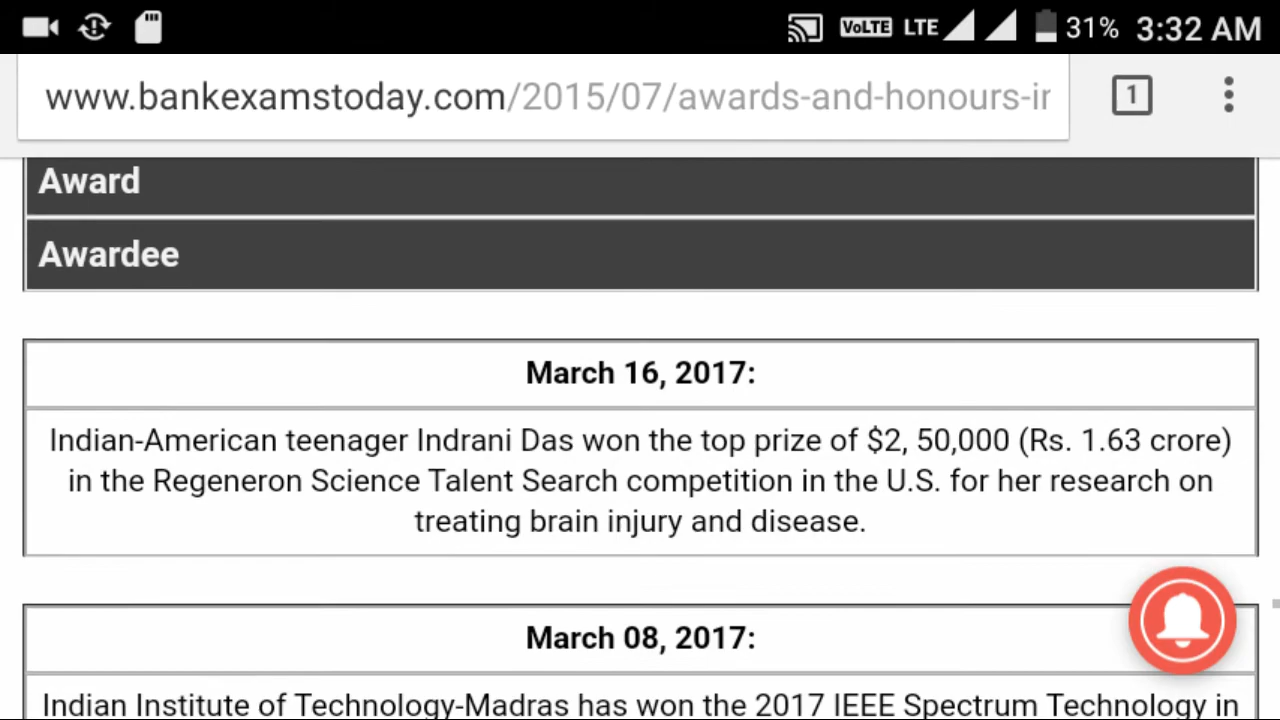 VoLTE LTE 31% 3:32 AM
www.bankexamstoday.com/2015/07/awards-and-honours-ir
1
Award
Awardee
March 16, 2017:
Indian-American teenager Indrani Das won the top prize of $2, 50,000 (Rs. 1.63 crore)
in the Regeneron Science Talent Search competition in the U.S. for her research on
treating brain injury and disease.
March 08, 2017:
Indian Institute of Technology-Madras has won the 2017 IEEE Spectrum Technology in